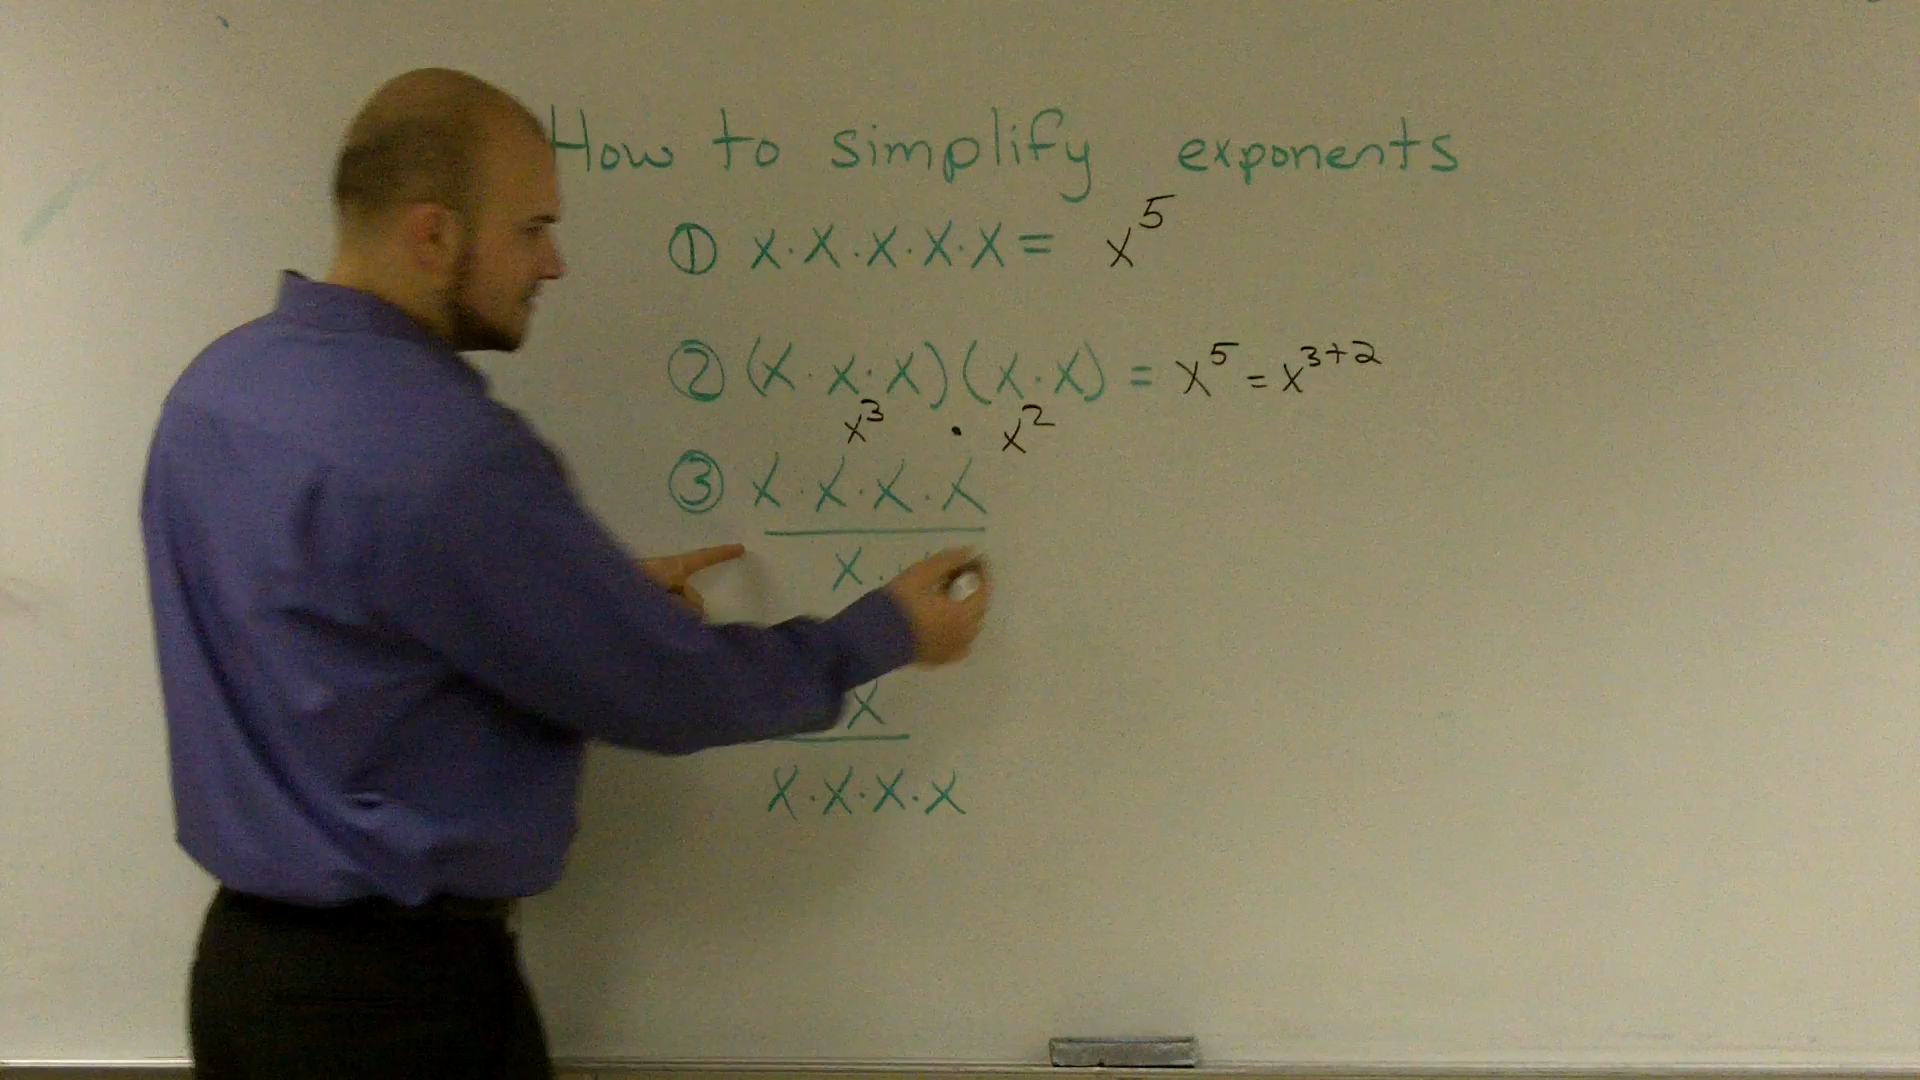 How to simplify exponents
① x·x·x·x·x = x⁵
② (x·x·x)(x·x) = x⁵ = x³⁺²
x³ · x²
③ x·x·x·x
x·
x
x·x·x·x